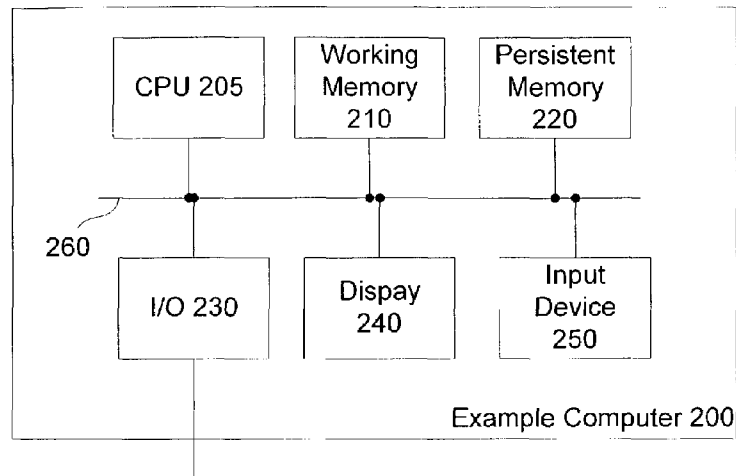 CPU 205
Working
Memory
210
Persistent
Memory
220
260
I/O 230
Dispay
240
Input
Device
250
Example Computer 200